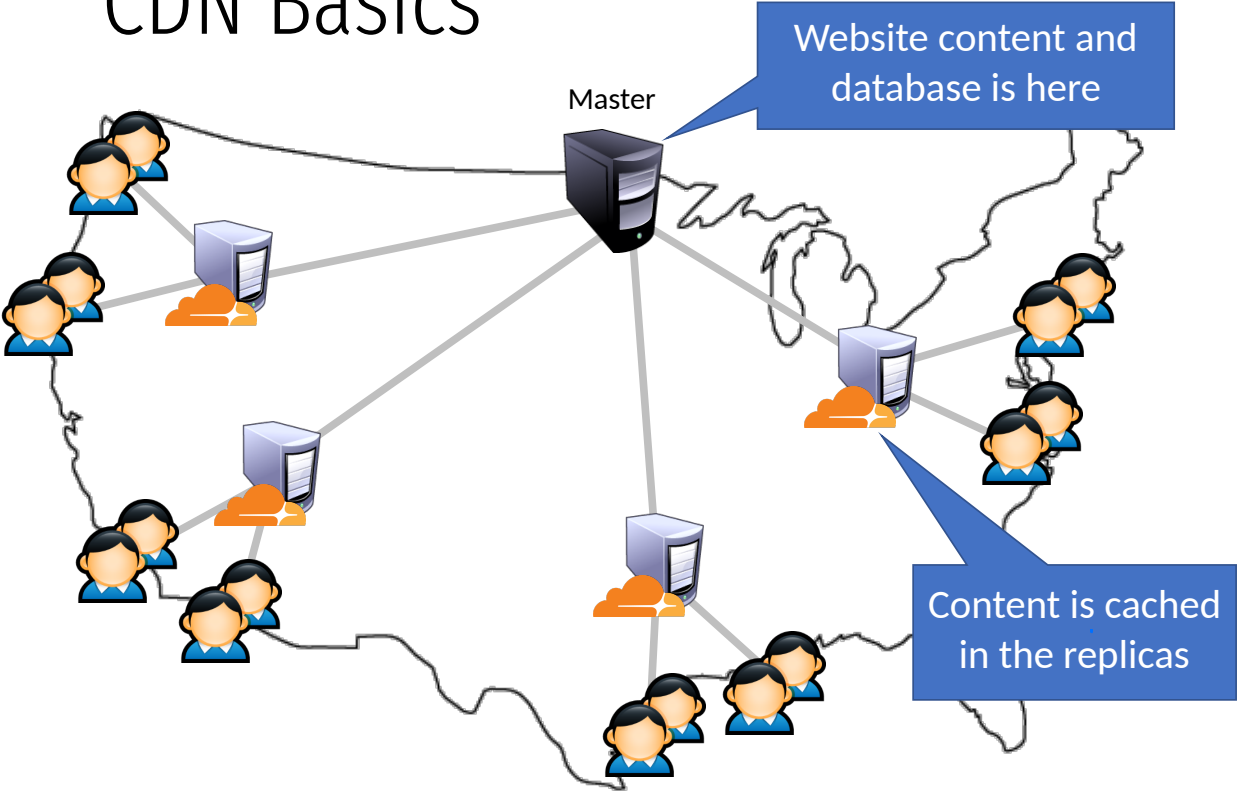 CDN Basics
Website content and
database is here
Master
Content is cached
in the replicas